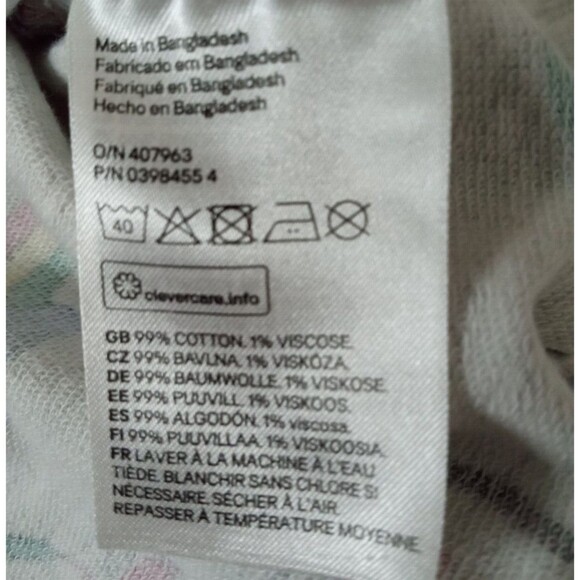 Made in Bangladesh
Fabricado em Bangladesh
Fabriqué en Bangladesh
Hecho en Bangladesh
O/N 407963
P/N 0398455 4
40
clevercare.info
GB 99% COTTON. 1% VISCOSE.
CZ 99% BAVLNA. 1% VISKÓZA.
DE 99% BAUMWOLLE. 1% VISKOSE.
EE 99% PUUVILL. 1% VISKOOS.
ES 99% ALGODÓN. 1% viscosa.
FI 99% PUUVILLAA. 1% VISKOOSIA.
FR LAVER À LA MACHINE À L'EAU
TIÈDE. BLANCHIR SANS CHLORE SI
NÉCESSAIRE. SÉCHER À L'AIR.
REPASSER À TEMPÉRATURE MOYENNE.